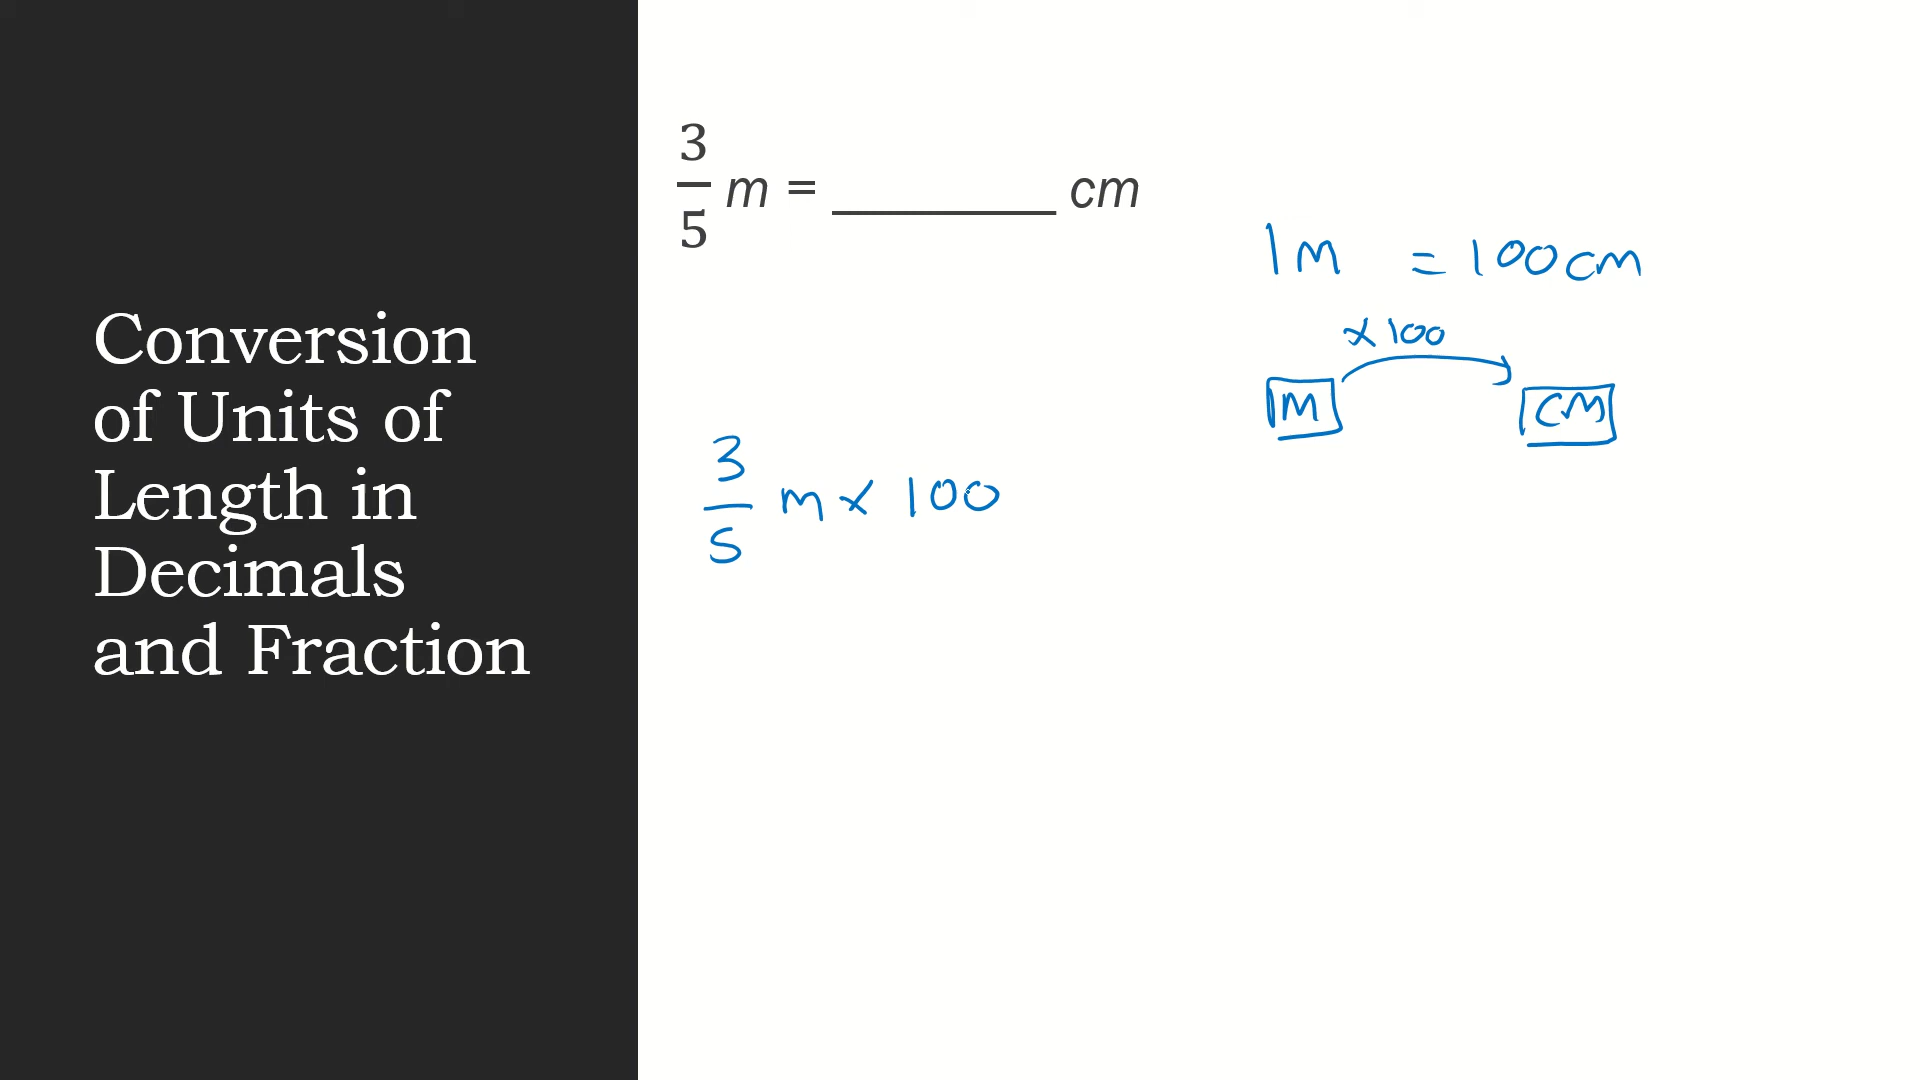 Conversion
of Units of
Length in
Decimals
and Fraction
3/5 m = ________ cm
1m = 100cm
x 100
m cm
3/5 m x 100